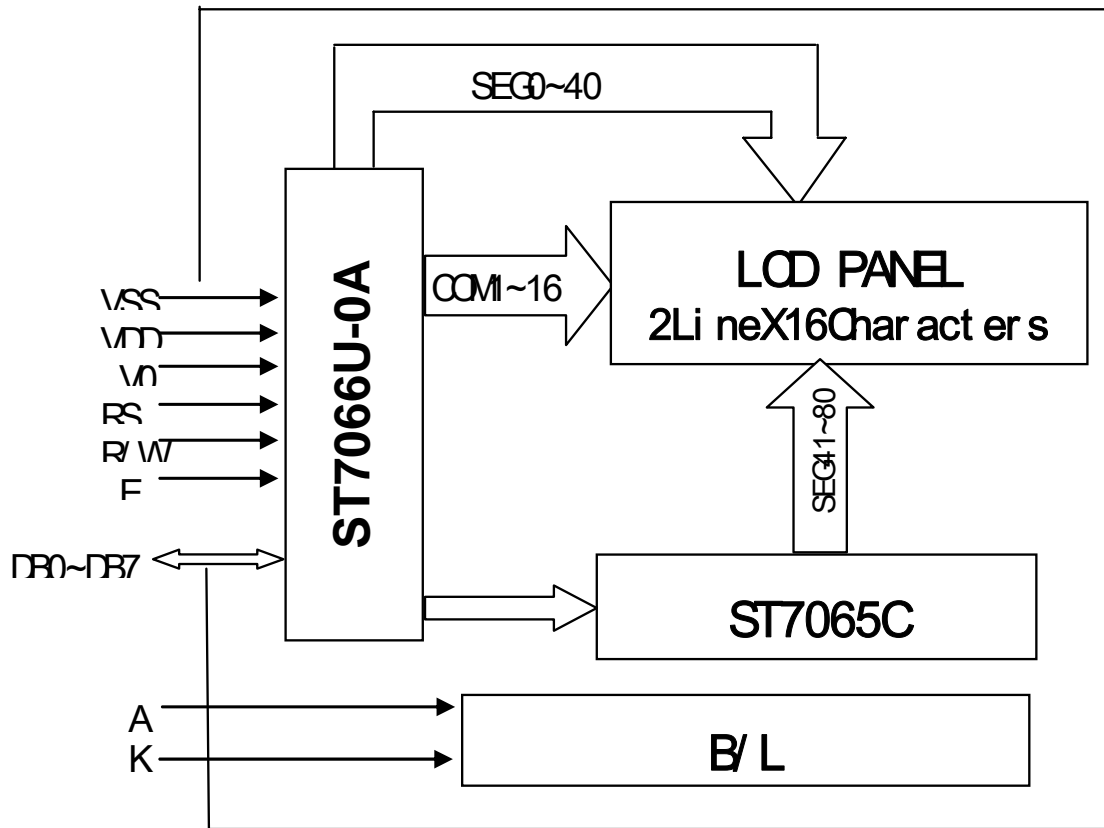 SEG0~40
LCD PANEL
2LineX16Characters
ST7066U-0A
COM1~16
VSS
VDD
V0
RS
R/W
E
SEG41~80
DB0~DB7
ST7065C
A
K
B/L